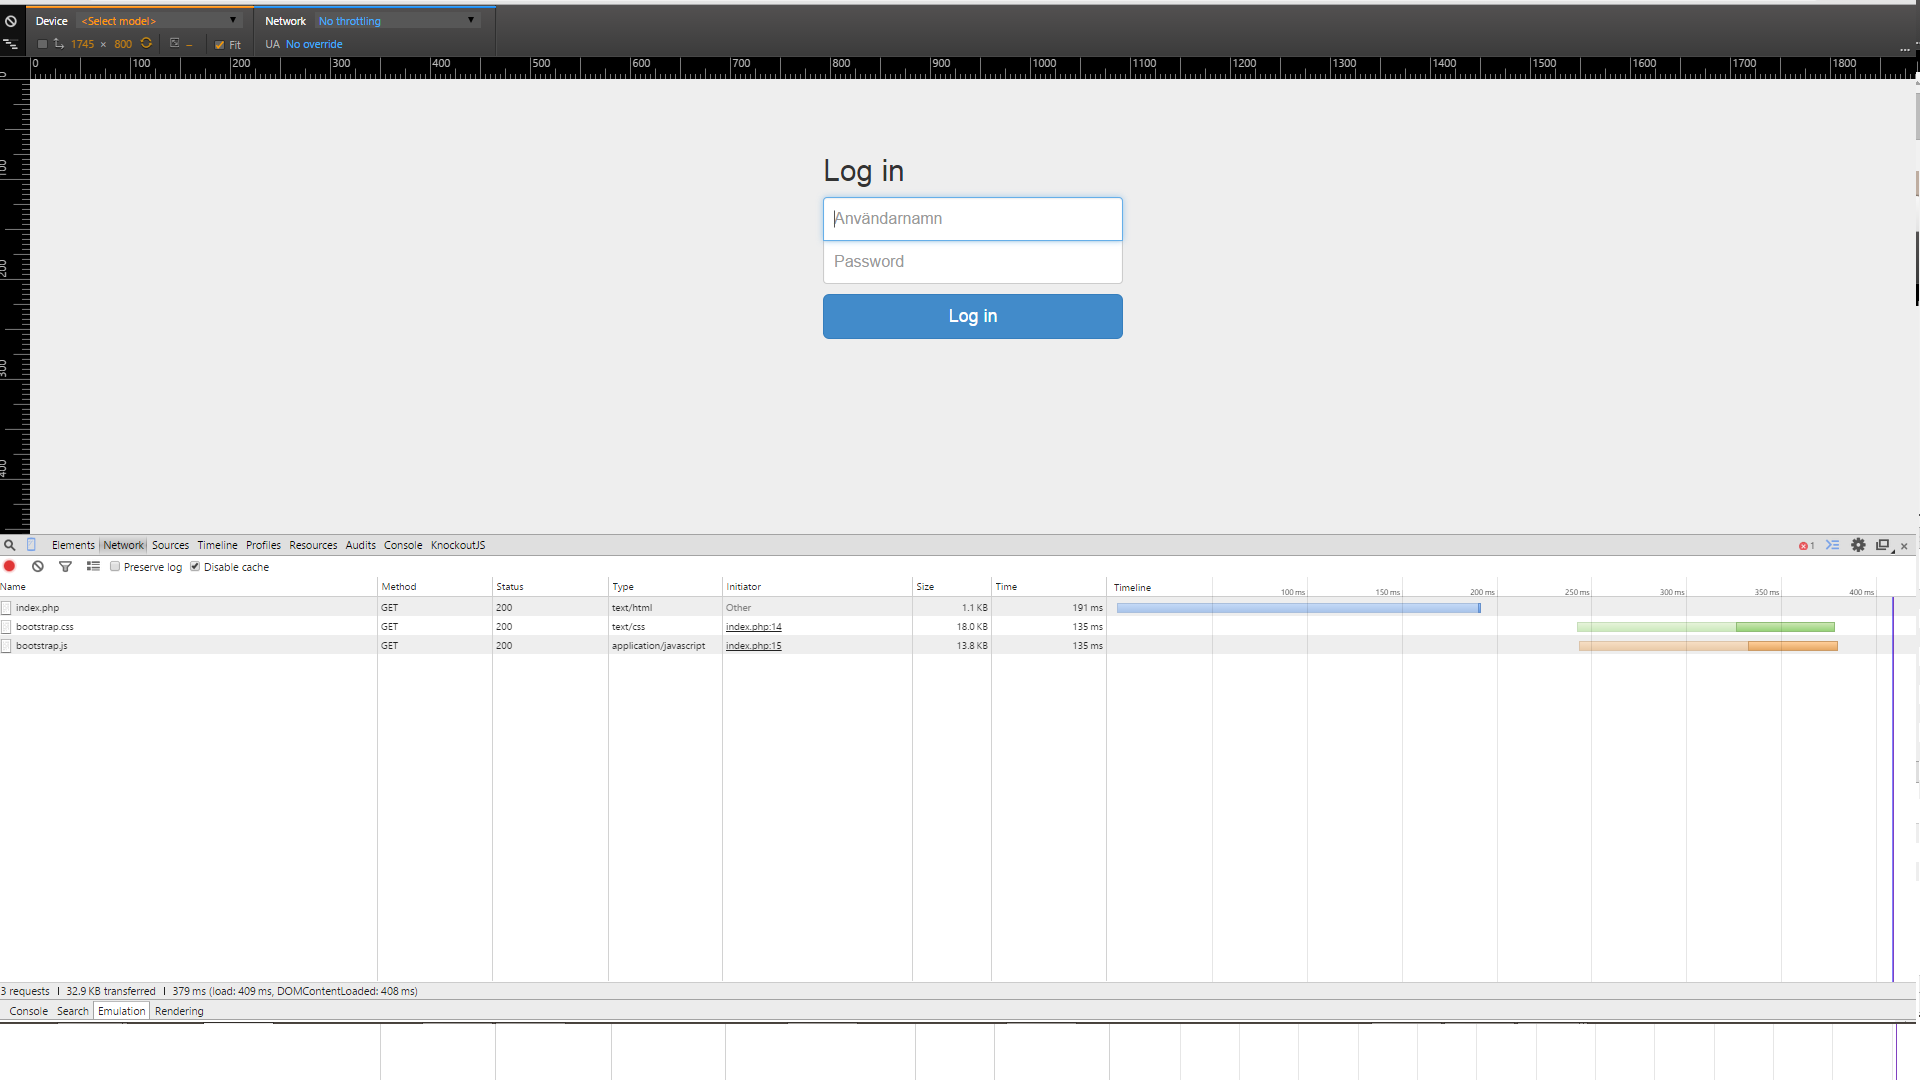 Device <Select model> Network No throttling
1745 × 800 Fit UA No override
...
0 100 200 300 400 500 600 700 800 900 1000 1100 1200 1300 1400 1500 1600 1700 1800
0
100
200
300
400
Log in
Användarnamn
Password
Log in
Elements Network Sources Timeline Profiles Resources Audits Console KnockoutJS 1
Preserve log Disable cache
Name Method Status Type Initiator Size Time Timeline 100 ms 150 ms 200 ms 250 ms 300 ms 350 ms 400 ms
index.php GET 200 text/html Other 1.1 KB 191 ms
bootstrap.css GET 200 text/css index.php:14 18.0 KB 135 ms
bootstrap.js GET 200 application/javascript index.php:15 13.8 KB 135 ms
3 requests | 32.9 KB transferred | 379 ms (load: 409 ms, DOMContentLoaded: 408 ms)
Console Search Emulation Rendering